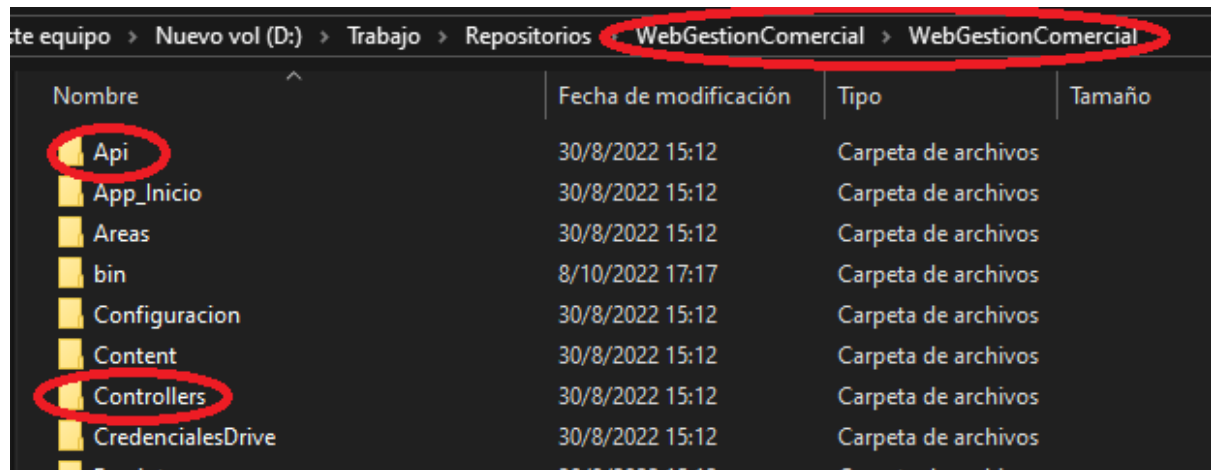 ste equipo > Nuevo vol (D:) > Trabajo > Repositorios > WebGestionComercial > WebGestionComercial
Nombre Fecha de modificación Tipo Tamaño
Api 30/8/2022 15:12 Carpeta de archivos
App_Inicio 30/8/2022 15:12 Carpeta de archivos
Areas 30/8/2022 15:12 Carpeta de archivos
bin 8/10/2022 17:17 Carpeta de archivos
Configuracion 30/8/2022 15:12 Carpeta de archivos
Content 30/8/2022 15:12 Carpeta de archivos
Controllers 30/8/2022 15:12 Carpeta de archivos
CredencialesDrive 30/8/2022 15:12 Carpeta de archivos